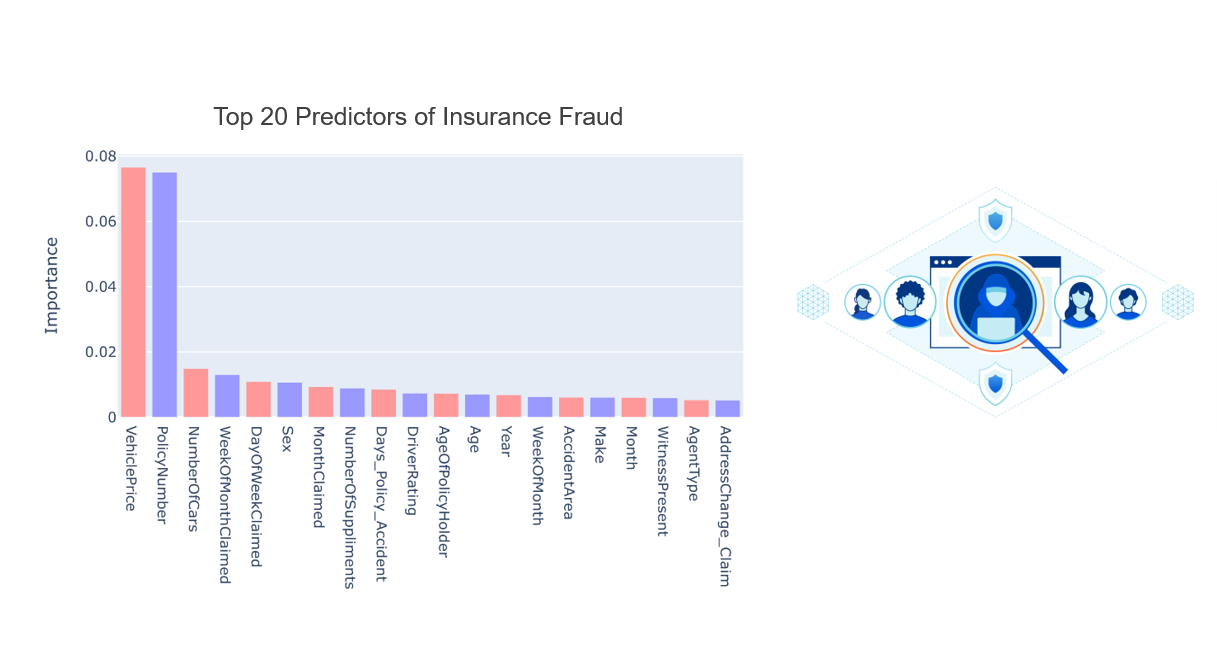 Top 20 Predictors of Insurance Fraud
0.08
0.06
0.04
0.02
0
Importance
VehiclePrice
PolicyNumber
NumberOfCars
WeekOfMonthClaimed
DayOfWeekClaimed
Sex
MonthClaimed
NumberOfSuppliments
Days_Policy_Accident
DriverRating
AgeOfPolicyHolder
Age
Year
WeekOfMonth
AccidentArea
Make
Month
WitnessPresent
AgentType
AddressChange_Claim